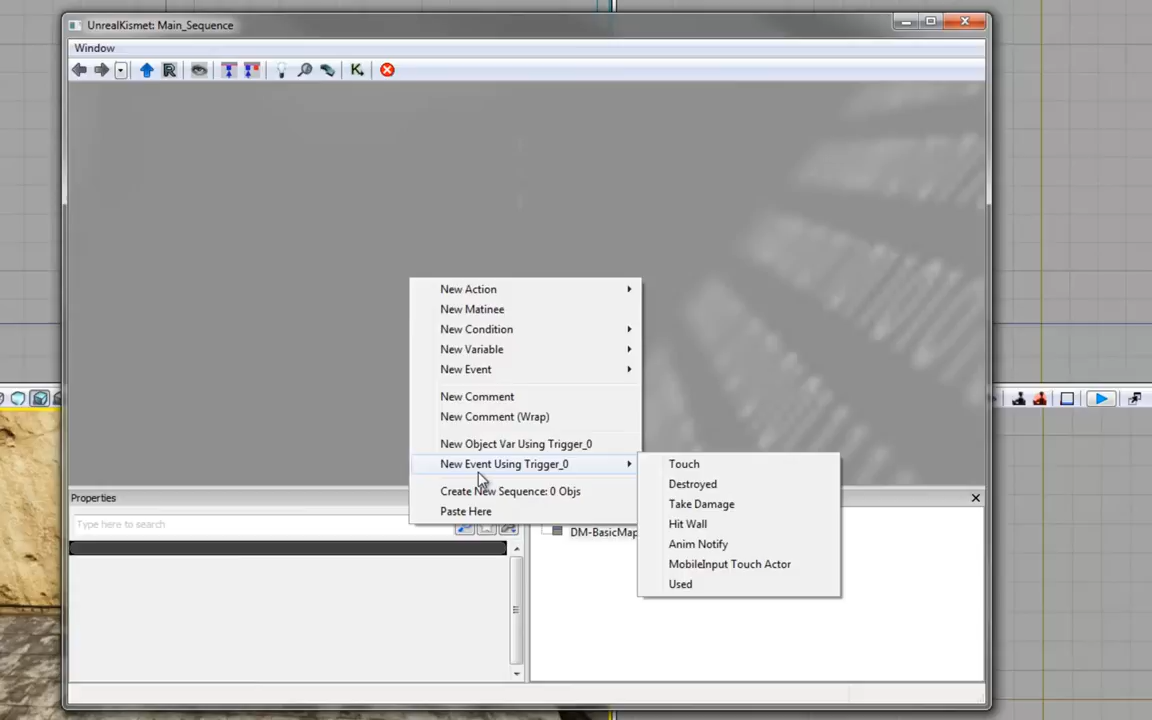 UnrealKismet: Main_Sequence
Window
R
K
New Action
New Matinee
New Condition
New Variable
New Event
New Comment
New Comment (Wrap)
New Object Var Using Trigger_0
New Event Using Trigger_0
Create New Sequence: 0 Objs
Paste Here
Touch
Destroyed
Take Damage
Hit Wall
Anim Notify
MobileInput Touch Actor
Used
Properties
Type here to search
DM-BasicMap